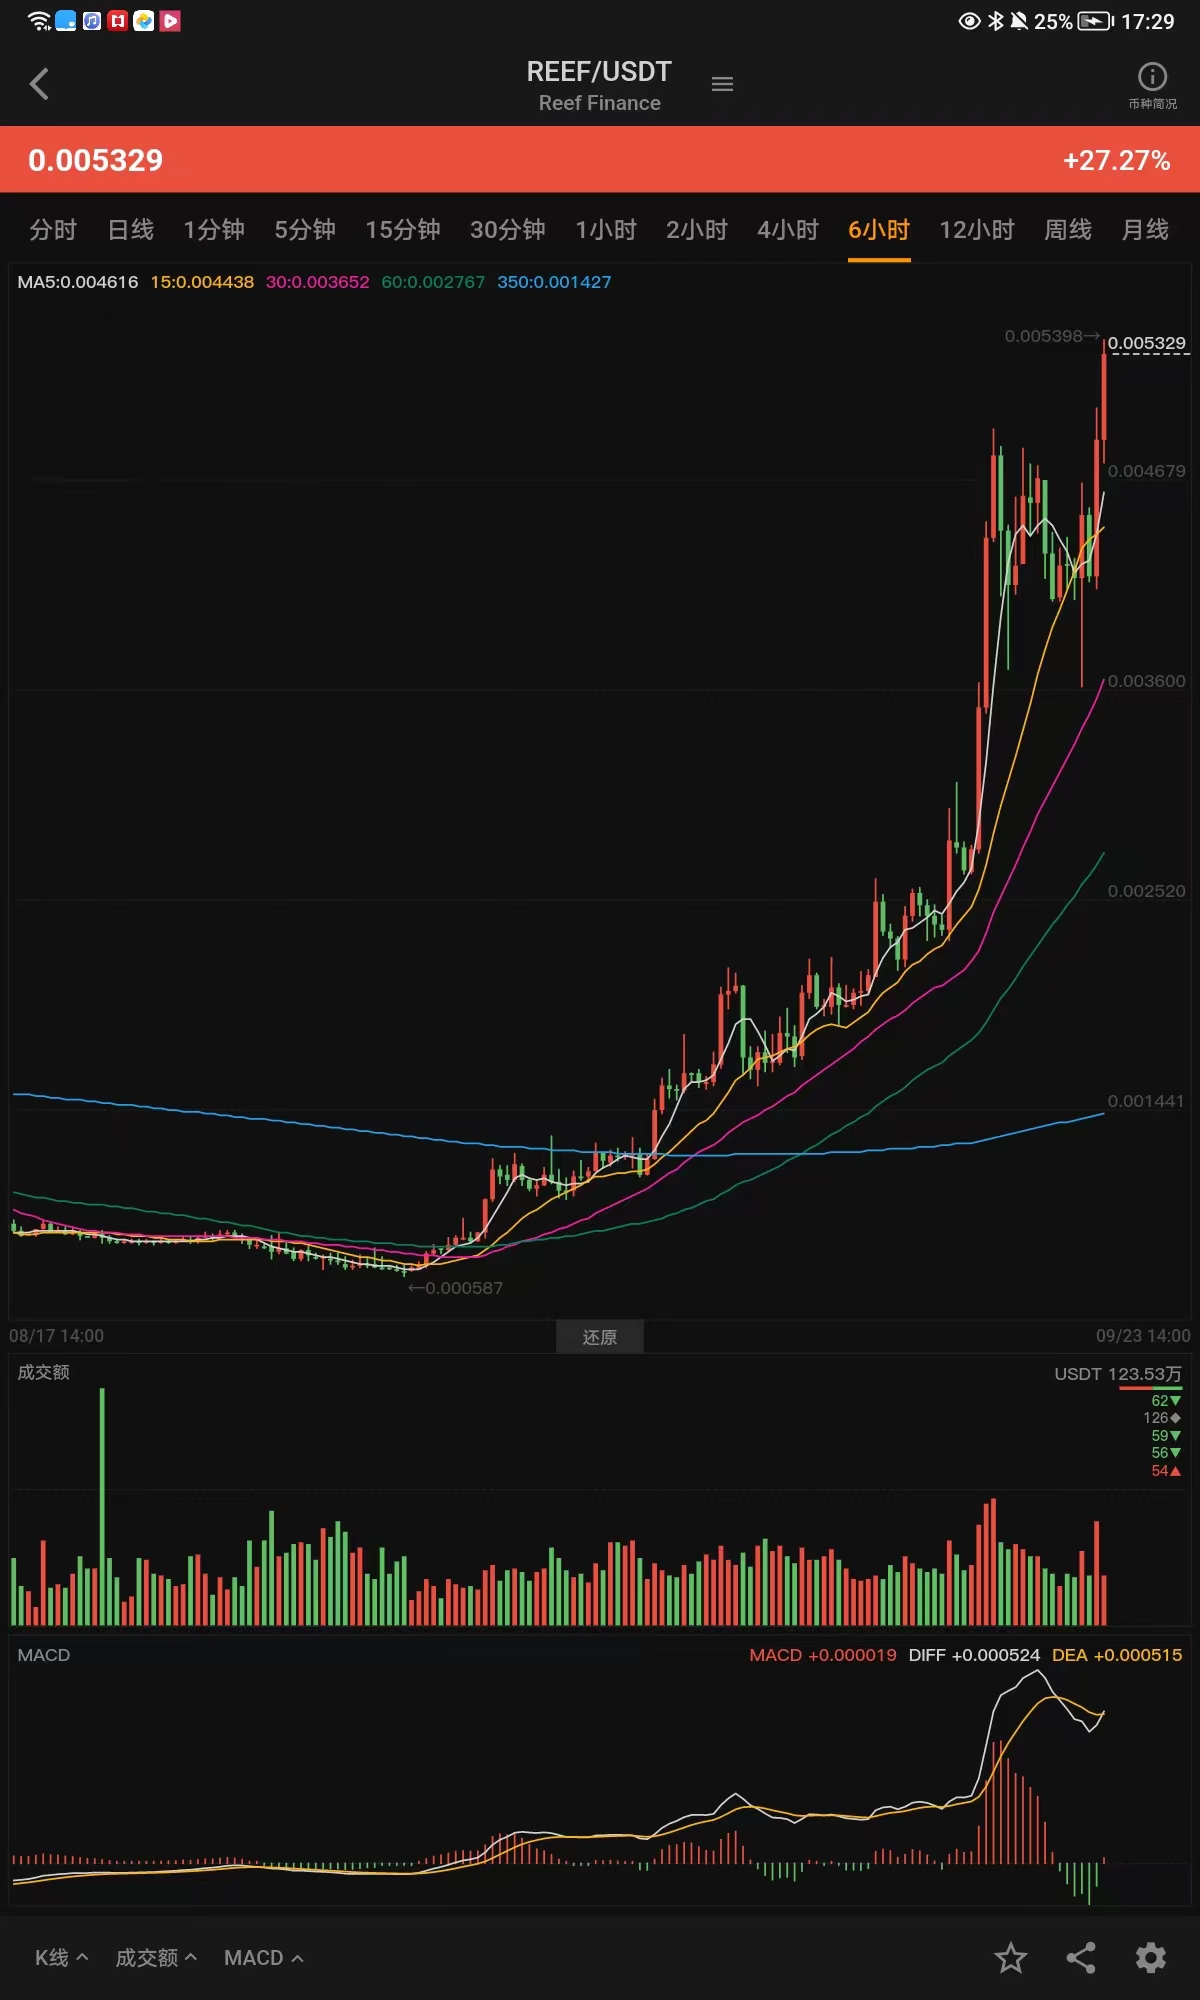 25% 17:29
REEF/USDT
Reef Finance
币种简况
0.005329 +27.27%
分时 日线 1分钟 5分钟 15分钟 30分钟 1小时 2小时 4小时 6小时 12小时 周线 月线
MA5:0.004616 15:0.004438 30:0.003652 60:0.002767 350:0.001427
0.005398→
0.005329
0.004679
0.003600
0.002520
0.001441
←0.000587
08/17 14:00 还原 09/23 14:00
成交额 USDT 123.53万
62▼
126◆
59▼
56▼
54▲
MACD MACD +0.000019 DIFF +0.000524 DEA +0.000515
K线 成交额 MACD